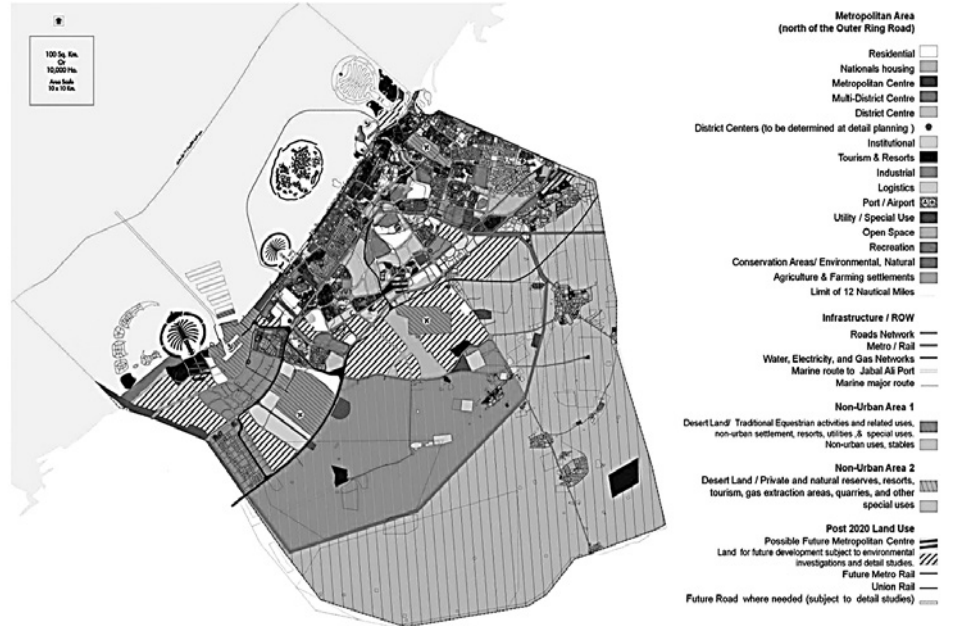 100 Sq. Km.
Or
10,000 Ha.
Area Scale
10 x 10 Km.
Metropolitan Area
(north of the Outer Ring Road)
Residential
Nationals housing
Metropolitan Centre
Multi-District Centre
District Centre
District Centers (to be determined at detail planning )
Institutional
Tourism & Resorts
Industrial
Logistics
Port / Airport
Utility / Special Use
Open Space
Recreation
Conservation Areas/ Environmental, Natural
Agriculture & Farming settlements
Limit of 12 Nautical Miles
Infrastructure / ROW
Roads Network
Metro / Rail
Water, Electricity, and Gas Networks
Marine route to Jabal Ali Port
Marine major route
Non-Urban Area 1
Desert Land/ Traditional Equestrian activities and related uses,
non-urban settlement, resorts, utilities ,& special uses.
Non-urban uses, stables
Non-Urban Area 2
Desert Land / Private and natural reserves, resorts,
tourism, gas extraction areas, quarries, and other
special uses
Post 2020 Land Use
Possible Future Metropolitan Centre
Land for future development subject to environmental
investigations and detail studies.
Future Metro Rail
Union Rail
Future Road where needed (subject to detail studies)